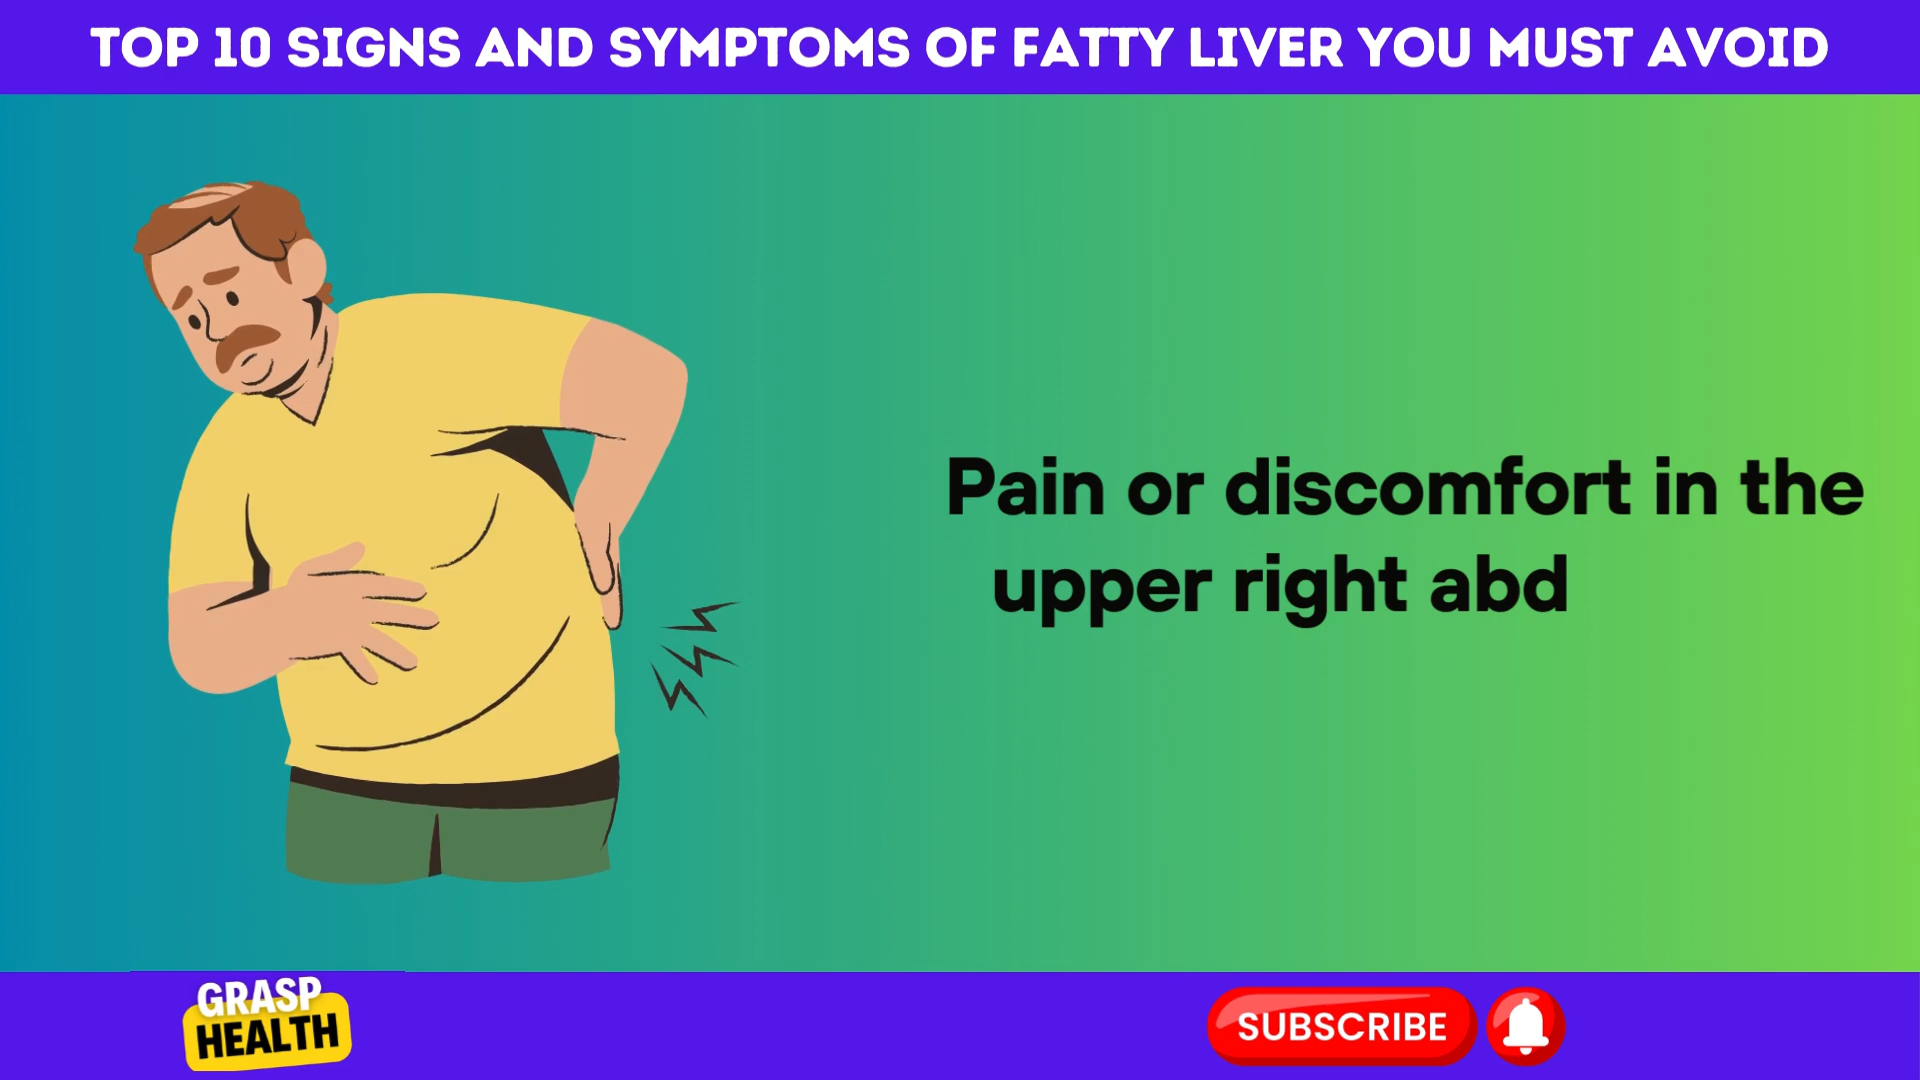 TOP 10 SIGNS AND SYMPTOMS OF FATTY LIVER YOU MUST AVOID
Pain or discomfort in the
upper right abd
GRASP
HEALTH
SUBSCRIBE